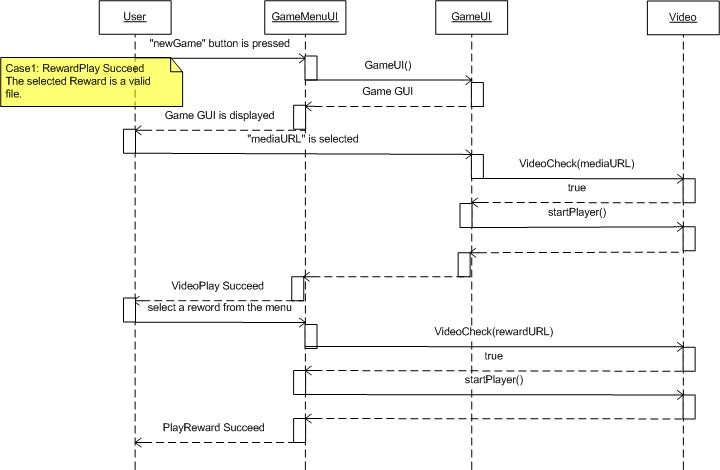 User
GameMenuUI
GameUI
Video
"newGame" button is pressed
Case1: RewardPlay Succeed
The selected Reward is a valid
file.
GameUI()
Game GUI
Game GUI is displayed
"mediaURL" is selected
VideoCheck(mediaURL)
true
startPlayer()
VideoPlay Succeed
select a reword from the menu
VideoCheck(rewardURL)
true
startPlayer()
PlayReward Succeed